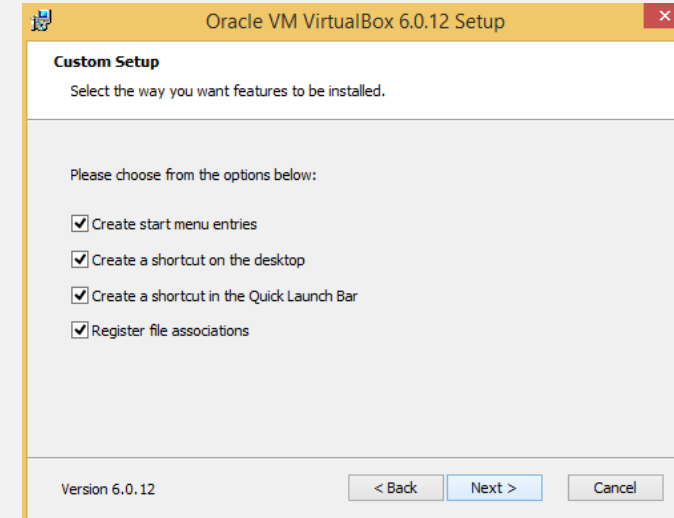 Oracle VM VirtualBox 6.0.12 Setup
Custom Setup
Select the way you want features to be installed.
Please choose from the options below:
Create start menu entries
Create a shortcut on the desktop
Create a shortcut in the Quick Launch Bar
Register file associations
Version 6.0.12
< Back
Next >
Cancel